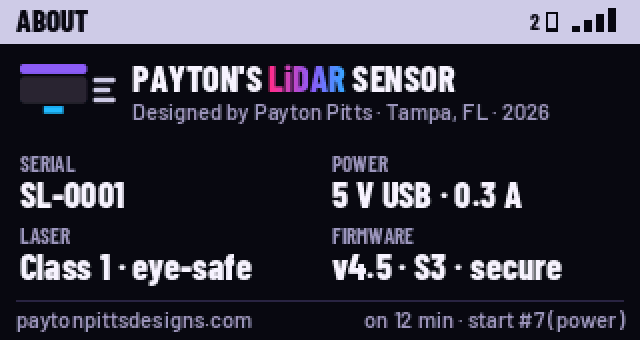 ABOUT
2
PAYTON'S LiDAR SENSOR
Designed by Payton Pitts · Tampa, FL · 2026
SERIAL
SL-0001
POWER
5 V USB · 0.3 A
LASER
Class 1 · eye-safe
FIRMWARE
v4.5 · S3 · secure
paytonpittsdesigns.com
on 12 min · start #7(power)